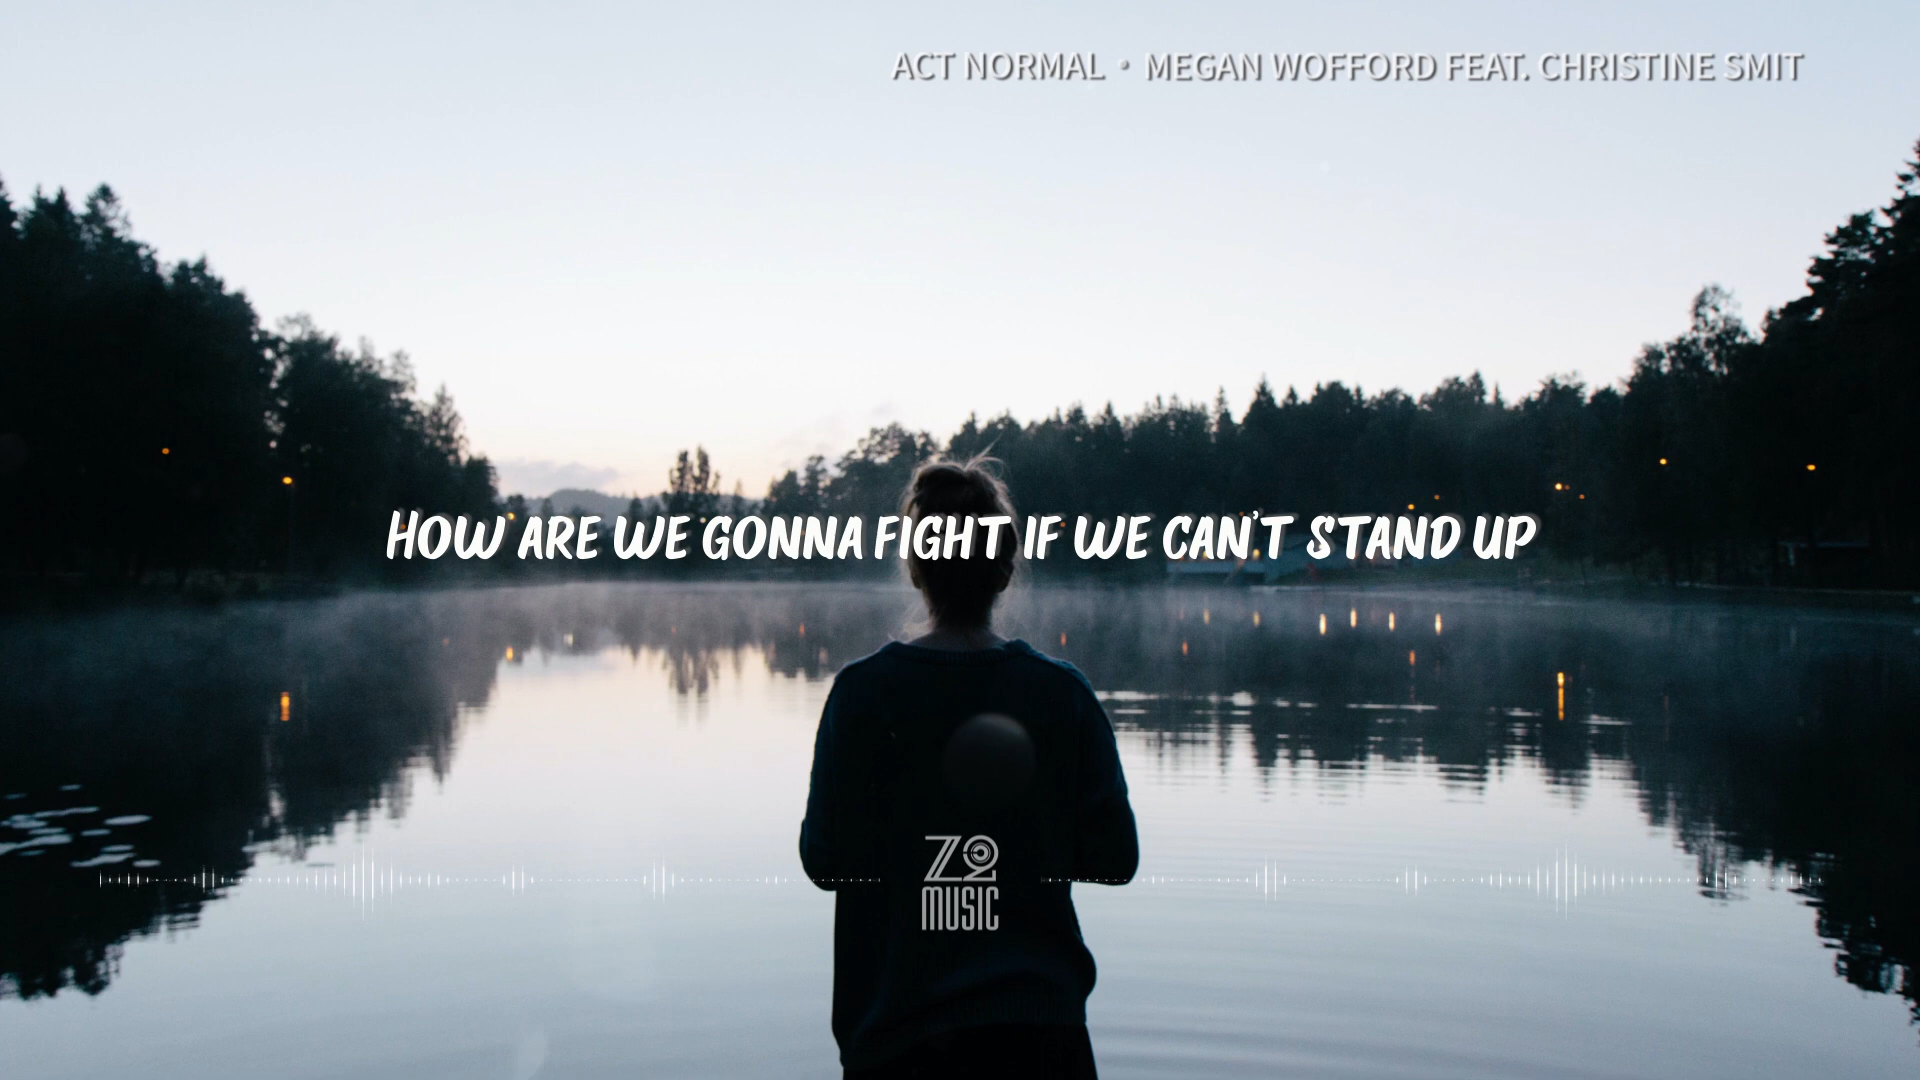 ACT NORMAL • MEGAN WOFFORD FEAT. CHRISTINE SMIT
HOW ARE WE GONNA FIGHT IF WE CAN'T STAND UP
Z2
MUSIC